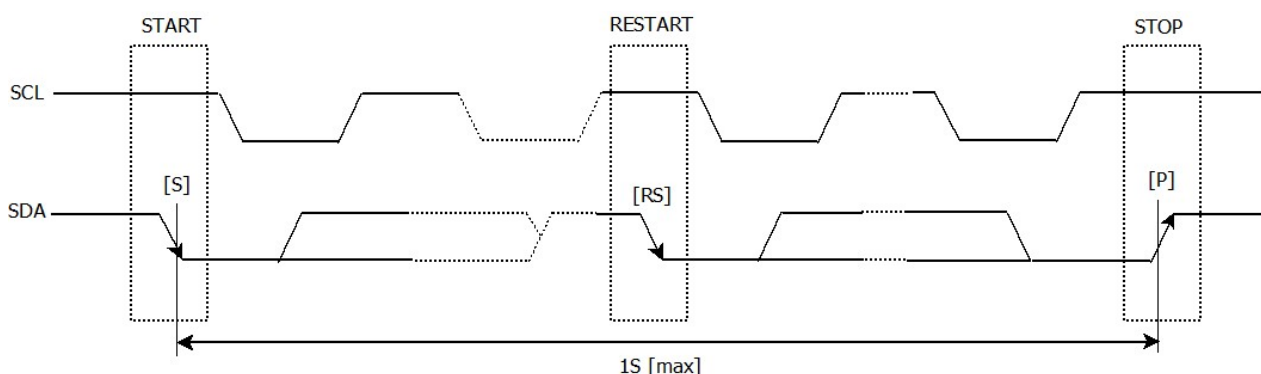 START
RESTART
STOP
SCL
[S]
[RS]
[P]
SDA
1S [max]